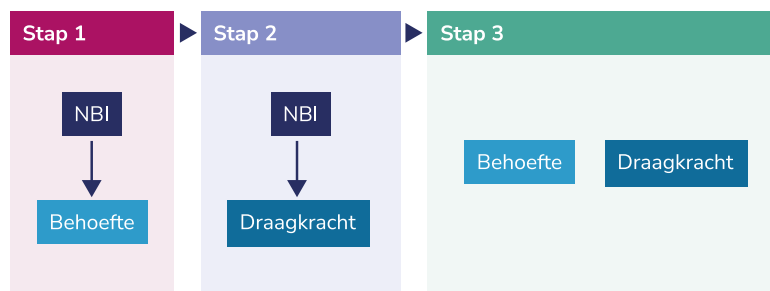 Stap 1
Stap 2
Stap 3
NBI
NBI
Behoefte
Draagkracht
Behoefte
Draagkracht